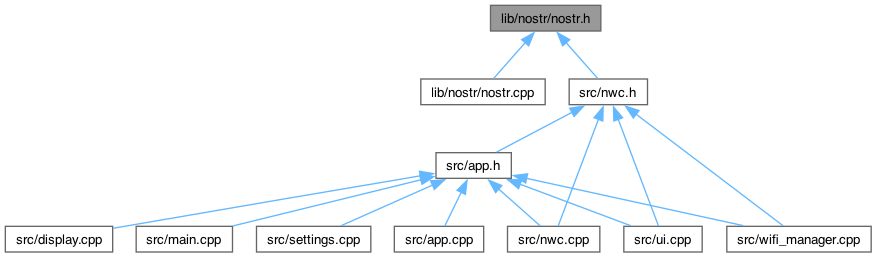 lib/nostr/nostr.h
lib/nostr/nostr.cpp
src/nwc.h
src/app.h
src/display.cpp
src/main.cpp
src/settings.cpp
src/app.cpp
src/nwc.cpp
src/ui.cpp
src/wifi_manager.cpp